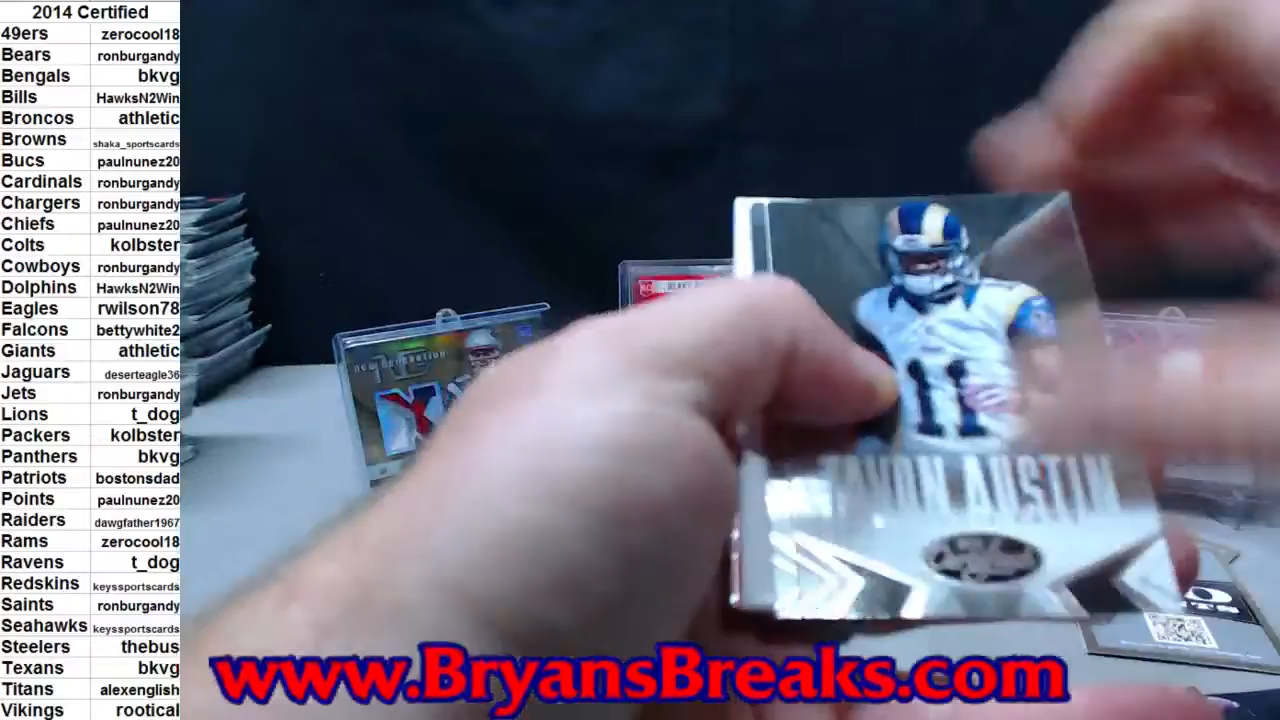 2014 Certified
49ers zerocool18
Bears ronburgandy
Bengals bkvg
Bills HawksN2Win
Broncos athletic
Browns shaka_sportscards
Bucs paulnunez20
Cardinals ronburgandy
Chargers ronburgandy
Chiefs paulnunez20
Colts kolbster
Cowboys ronburgandy
Dolphins HawksN2Win
Eagles rwilson78
Falcons bettywhite2
Giants athletic
Jaguars deserteagle36
Jets ronburgandy
Lions t_dog
Packers kolbster
Panthers bkvg
Patriots bostonsdad
Points paulnunez20
Raiders dawgfather1967
Rams zerocool18
Ravens t_dog
Redskins keyssportscards
Saints ronburgandy
Seahawks keyssportscards
Steelers thebus
Texans bkvg
Titans alexenglish
Vikings rootical
new generation
11
AUSTIN
www.BryansBreaks.com